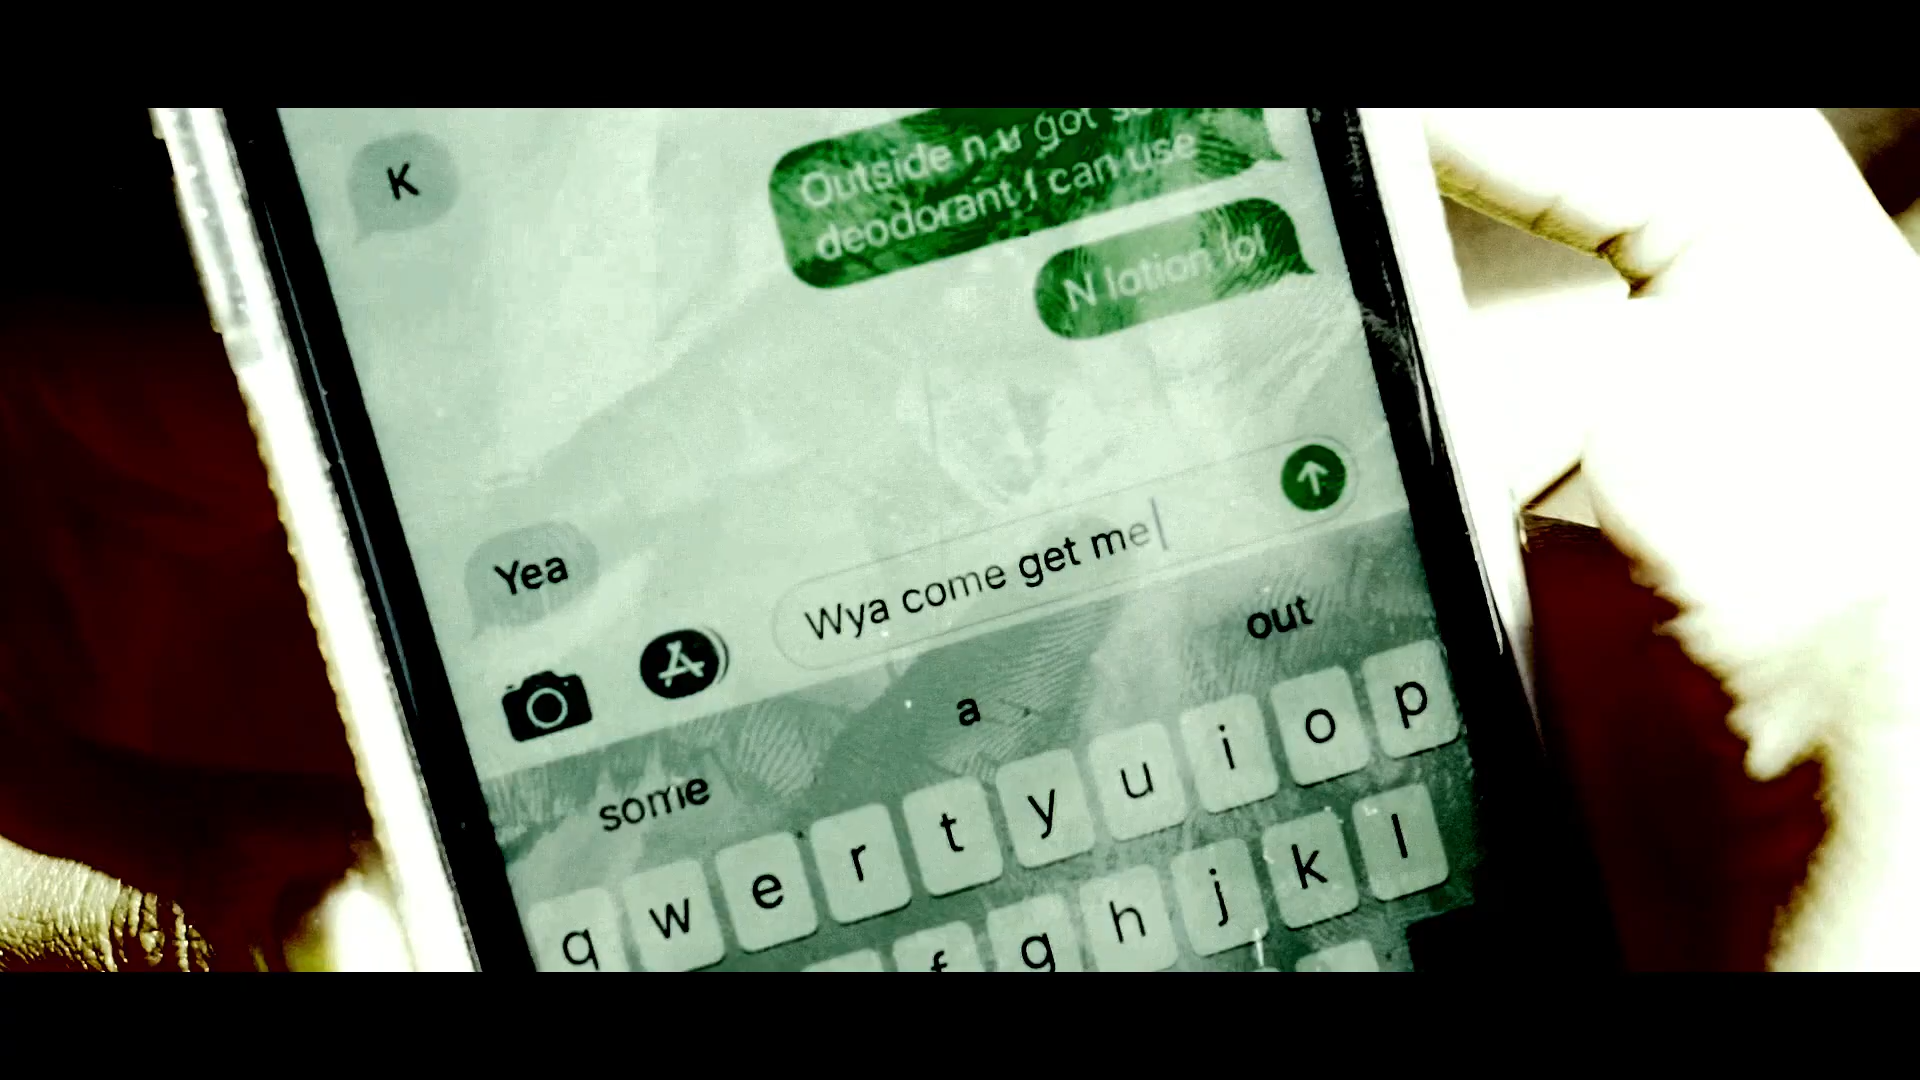 K
Outside n u got
deodorant I can use
N lotion lol
Yea
Wya come get me
some a out
q w e r t y u i o p
f g h j k l